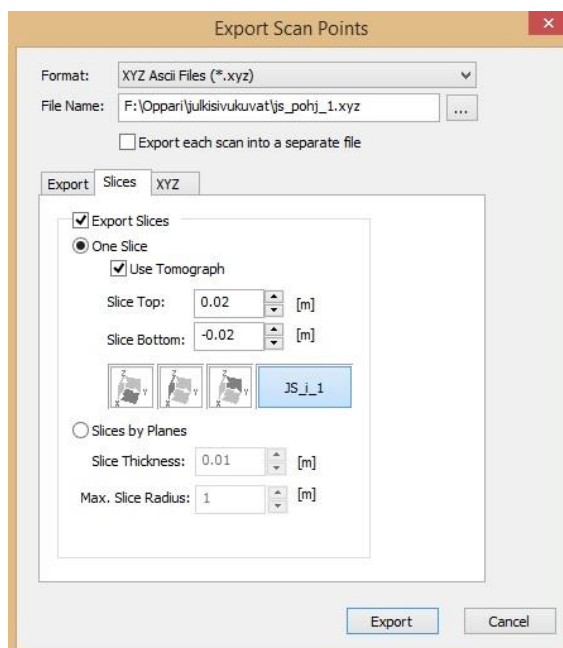 Export Scan Points
Format: XYZ Ascii Files (*.xyz)
File Name: F:\Oppari\julkisivukuvat\js_pohj_1.xyz ...
Export each scan into a separate file
Export Slices XYZ
Export Slices
One Slice
Use Tomograph
Slice Top: 0.02 [m]
Slice Bottom: -0.02 [m]
Z Y X Z Y X Z Y X JS_i_1
Slices by Planes
Slice Thickness: 0.01 [m]
Max. Slice Radius: 1 [m]
Export Cancel